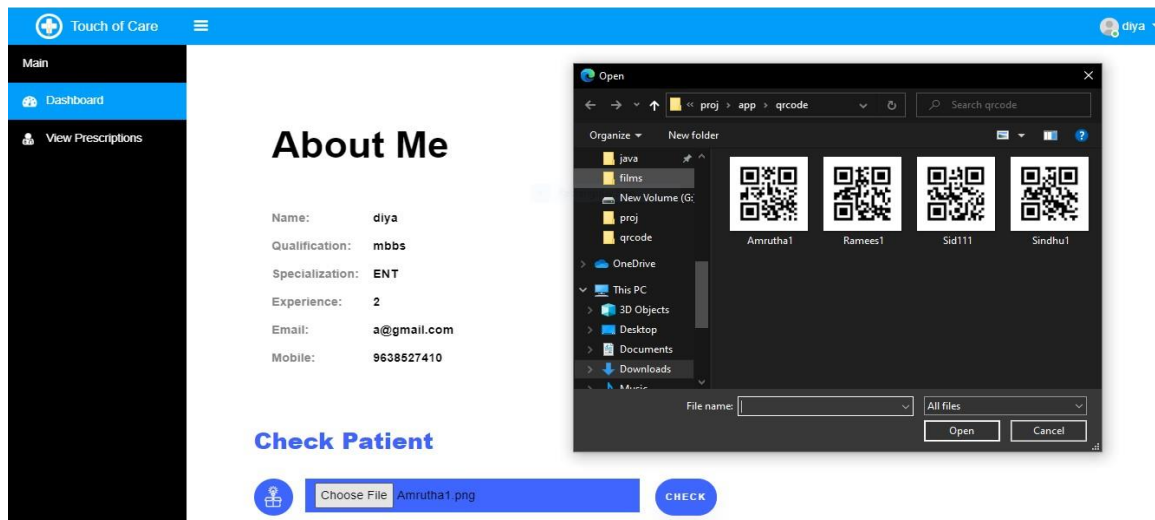 Touch of Care
diya
Main
Dashboard
View Prescriptions
About Me
Name: diya
Qualification: mbbs
Specialization: ENT
Experience: 2
Email: a@gmail.com
Mobile: 9638527410
Check Patient
Choose File Amrutha1.png
CHECK
Open
« proj › app › qrcode
Search qrcode
Organize
New folder
java
films
New Volume (G:
proj
qrcode
OneDrive
This PC
3D Objects
Desktop
Documents
Downloads
Music
Amrutha1
Ramees1
Sid111
Sindhu1
File name:
All files
Open
Cancel